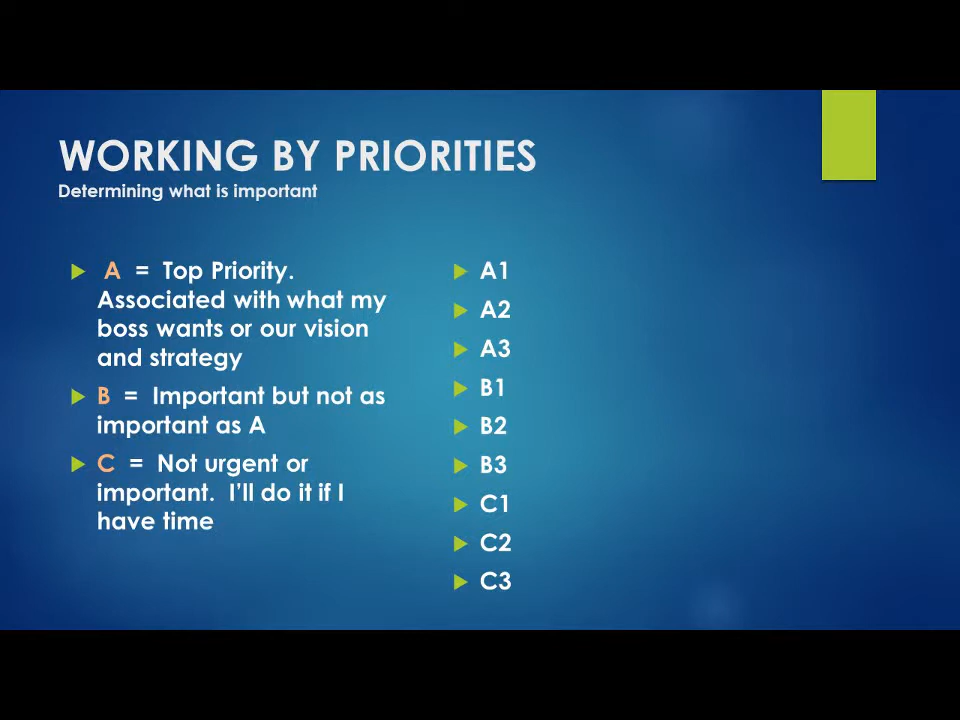 WORKING BY PRIORITIES
Determining what is important
A = Top Priority.
Associated with what my
boss wants or our vision
and strategy
B = Important but not as
important as A
C = Not urgent or
important. I'll do it if I
have time
A1
A2
A3
B1
B2
B3
C1
C2
C3